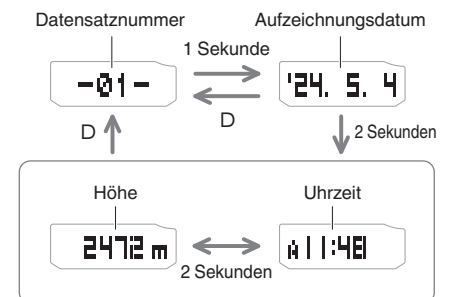 Datensatznummer
Aufzeichnungsdatum
1 Sekunde
-01-
'24. 5. 4
D
D
2 Sekunden
Höhe
Uhrzeit
2472 m
A11:48
2 Sekunden